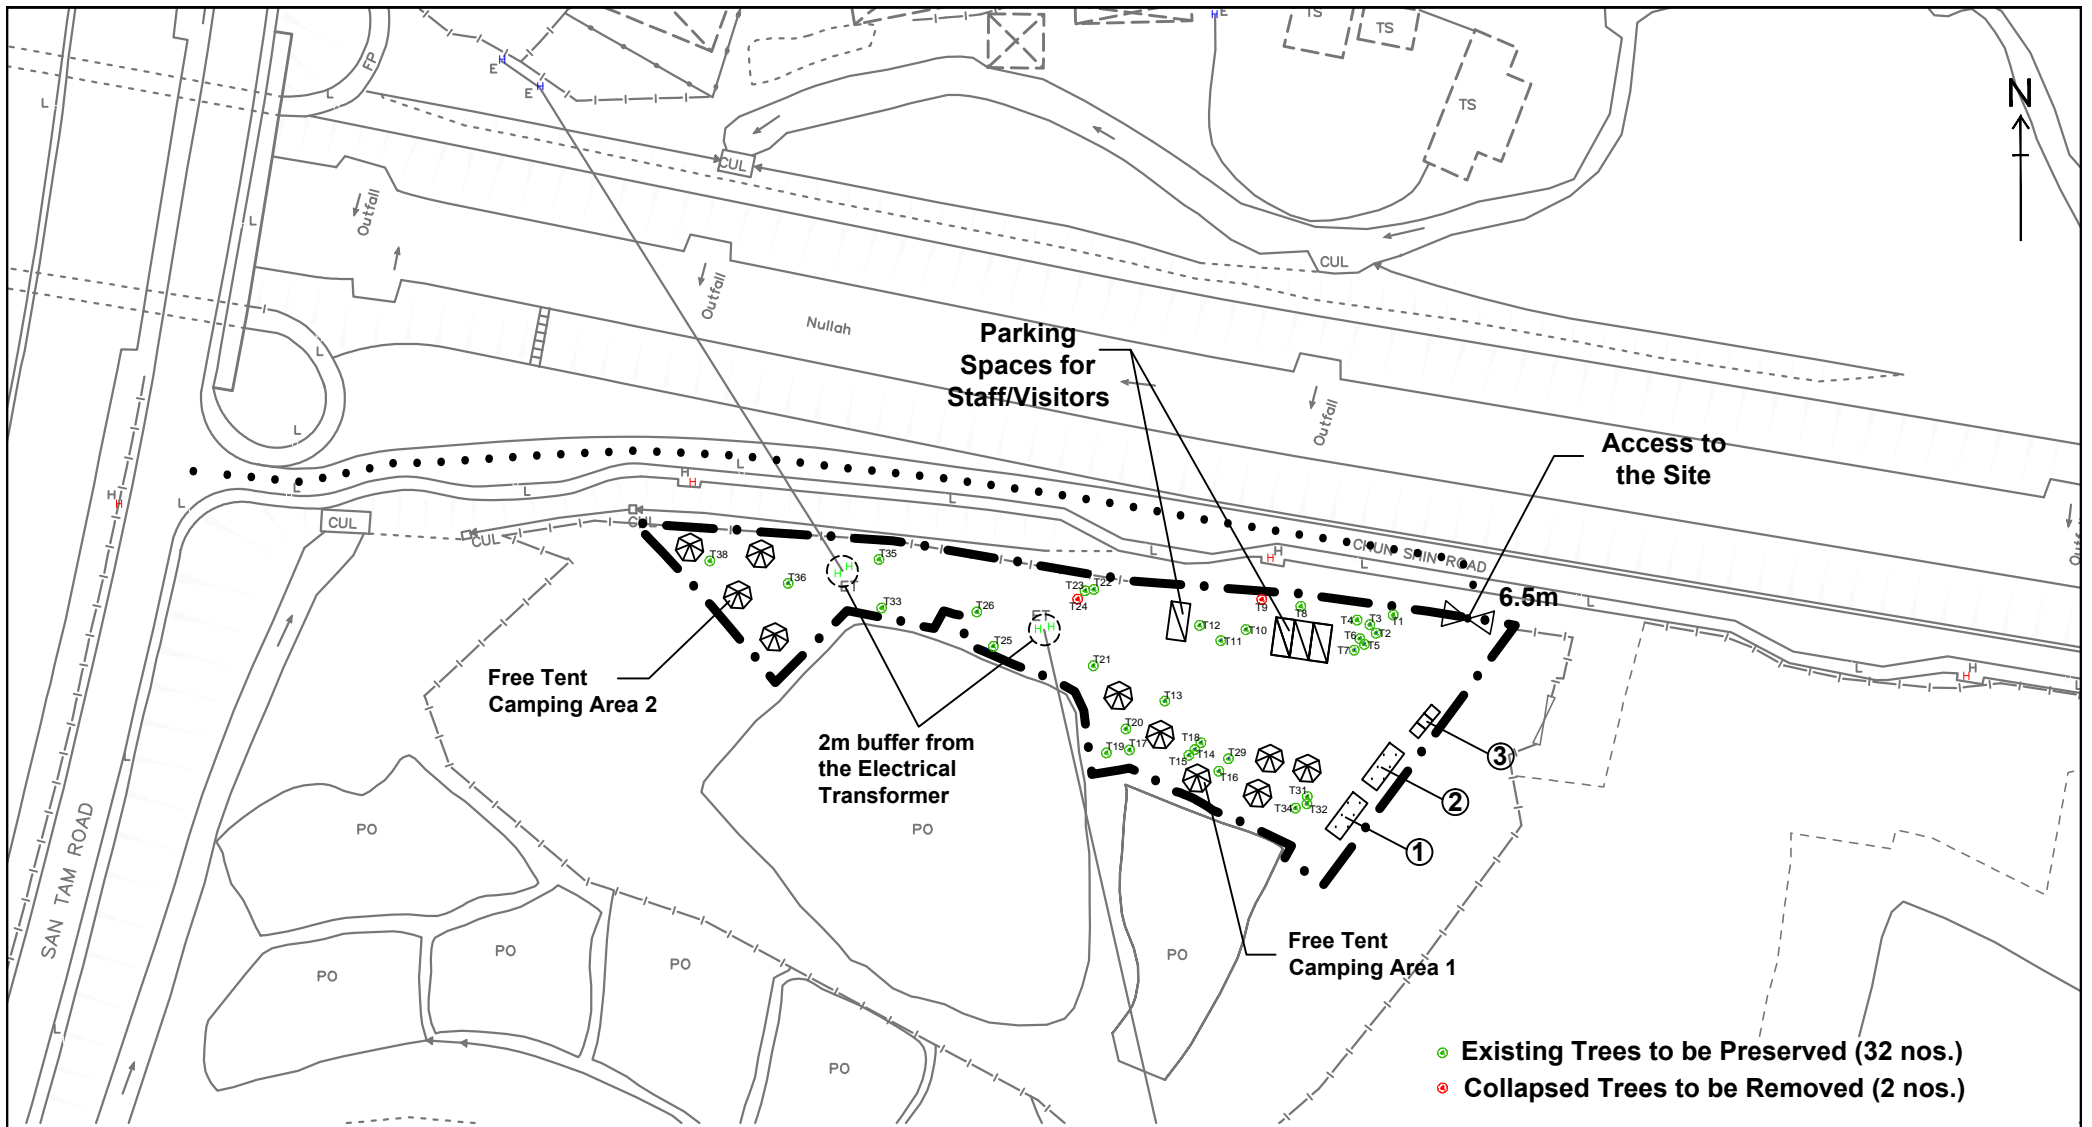 E
TS
TS
FP
L
E
E
TS
N
L
CUL
Outfall
L
CUL
Outfall
Nullah
L
Parking
Spaces for
Staff/Visitors
Outfall
L
Access to
the Site
L
H
H
L
H
H
L
L
L
L
CUL
CUL
CUL
L
H
H
CHUN SHIN ROAD
L
T38
T35
T36
H H
ET
T33
T26
T25
T23
T22
T24
ET
H H
T9
T8
T12
T11
T10
T4
T3
T1
T2
T6
T5
T7
6.5m
L
L
H
H
L
T21
T13
Free Tent
Camping Area 2
2m buffer from
the Electrical
Transformer
T20
T19
T17
T18
T14
T15
T29
T16
T31
T34
T32
3
2
1
L
PO
PO
SAN TAM ROAD
PO
PO
PO
PO
PO
L
Free Tent
Camping Area 1
Existing Trees to be Preserved (32 nos.)
Collapsed Trees to be Removed (2 nos.)